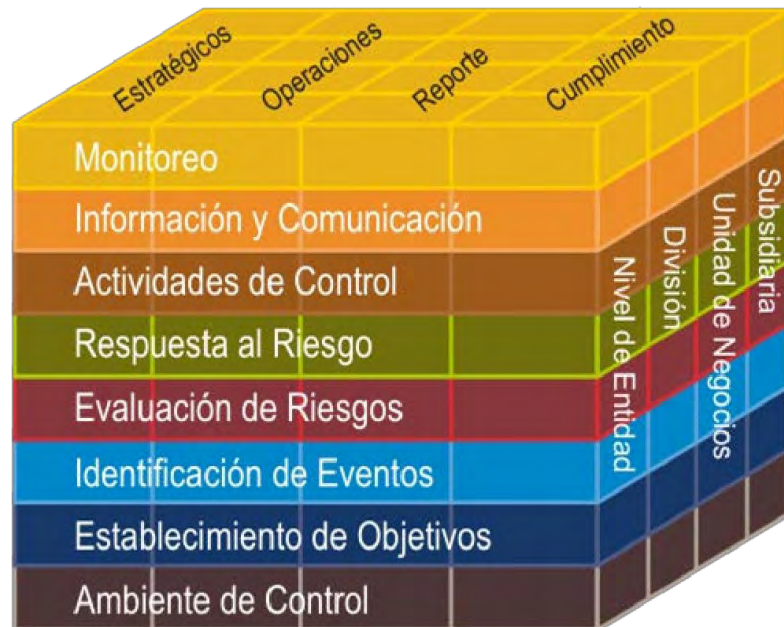 Estratégicos
Operaciones
Reporte
Cumplimiento
Monitoreo
Información y Comunicación
Actividades de Control
Respuesta al Riesgo
Evaluación de Riesgos
Identificación de Eventos
Establecimiento de Objetivos
Ambiente de Control
Nivel de Entidad
División
Unidad de Negocios
Subsidiaria